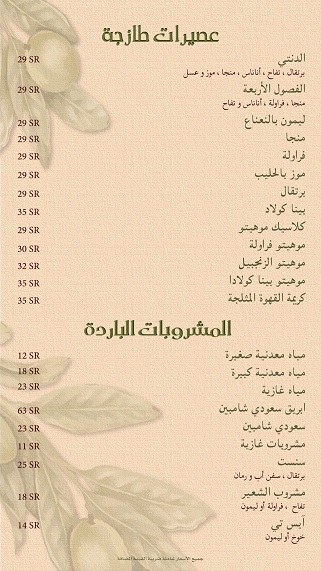 عصيرات طازجة
الدنتي 29 SR
برتقال ، تفاح ، أناناس ، منجا ، موز و عسل
الفصول الأربعة 29 SR
منجا ، فراولة ، أناناس و تفاح
ليمون بالنعناع 29 SR
منجا 29 SR
فراولة 29 SR
موز بالحليب 29 SR
برتقال 29 SR
بينا كولاد 35 SR
كلاسيك موهيتو 29 SR
موهيتو فراولة 30 SR
موهيتو الزنجبيل 32 SR
موهيتو بينا كولادا 35 SR
كريمة القهوة المثلجة 35 SR
المشروبات الباردة
مياه معدنية صغيرة 12 SR
مياه معدنية كبيرة 18 SR
مياه غازية 23 SR
ابريق سعودي شامبين 63 SR
سعودي شامبين 23 SR
مشروبات غازية 11 SR
سنست 25 SR
برتقال ، سفن أب و رمان
مشروب الشعير 18 SR
تفاح ، فراولة أو ليمون
آيس تي 14 SR
خوخ أو ليمون
جميع الأسعار شاملة ضريبة القيمة المضافة